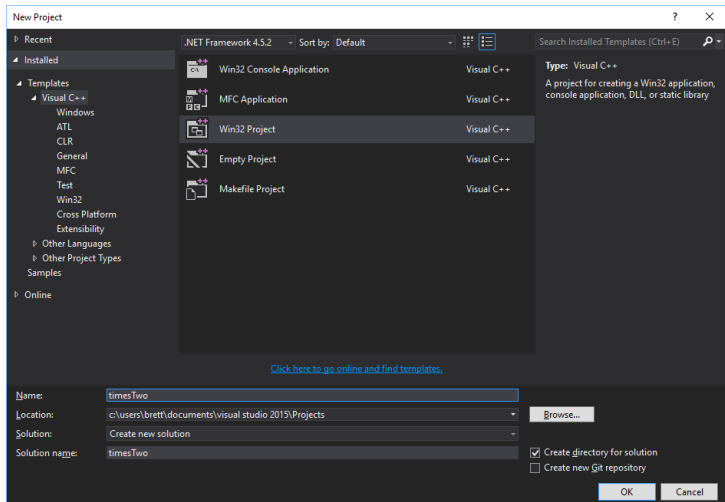 New Project ? X
Recent
.NET Framework 4.5.2 Sort by: Default
Search Installed Templates (Ctrl+E)
Installed
Templates
Visual C++
Windows
ATL
CLR
General
MFC
Test
Win32
Cross Platform
Extensibility
Other Languages
Other Project Types
Samples
Online
Win32 Console Application Visual C++
MFC Application Visual C++
Win32 Project Visual C++
Empty Project Visual C++
Makefile Project Visual C++
Type: Visual C++
A project for creating a Win32 application,
console application, DLL, or static library
Click here to go online and find templates.
Name: timesTwo
Location: c:\users\brett\documents\visual studio 2015\Projects Browse...
Solution: Create new solution
Solution name: timesTwo
Create directory for solution
Create new Git repository
OK Cancel